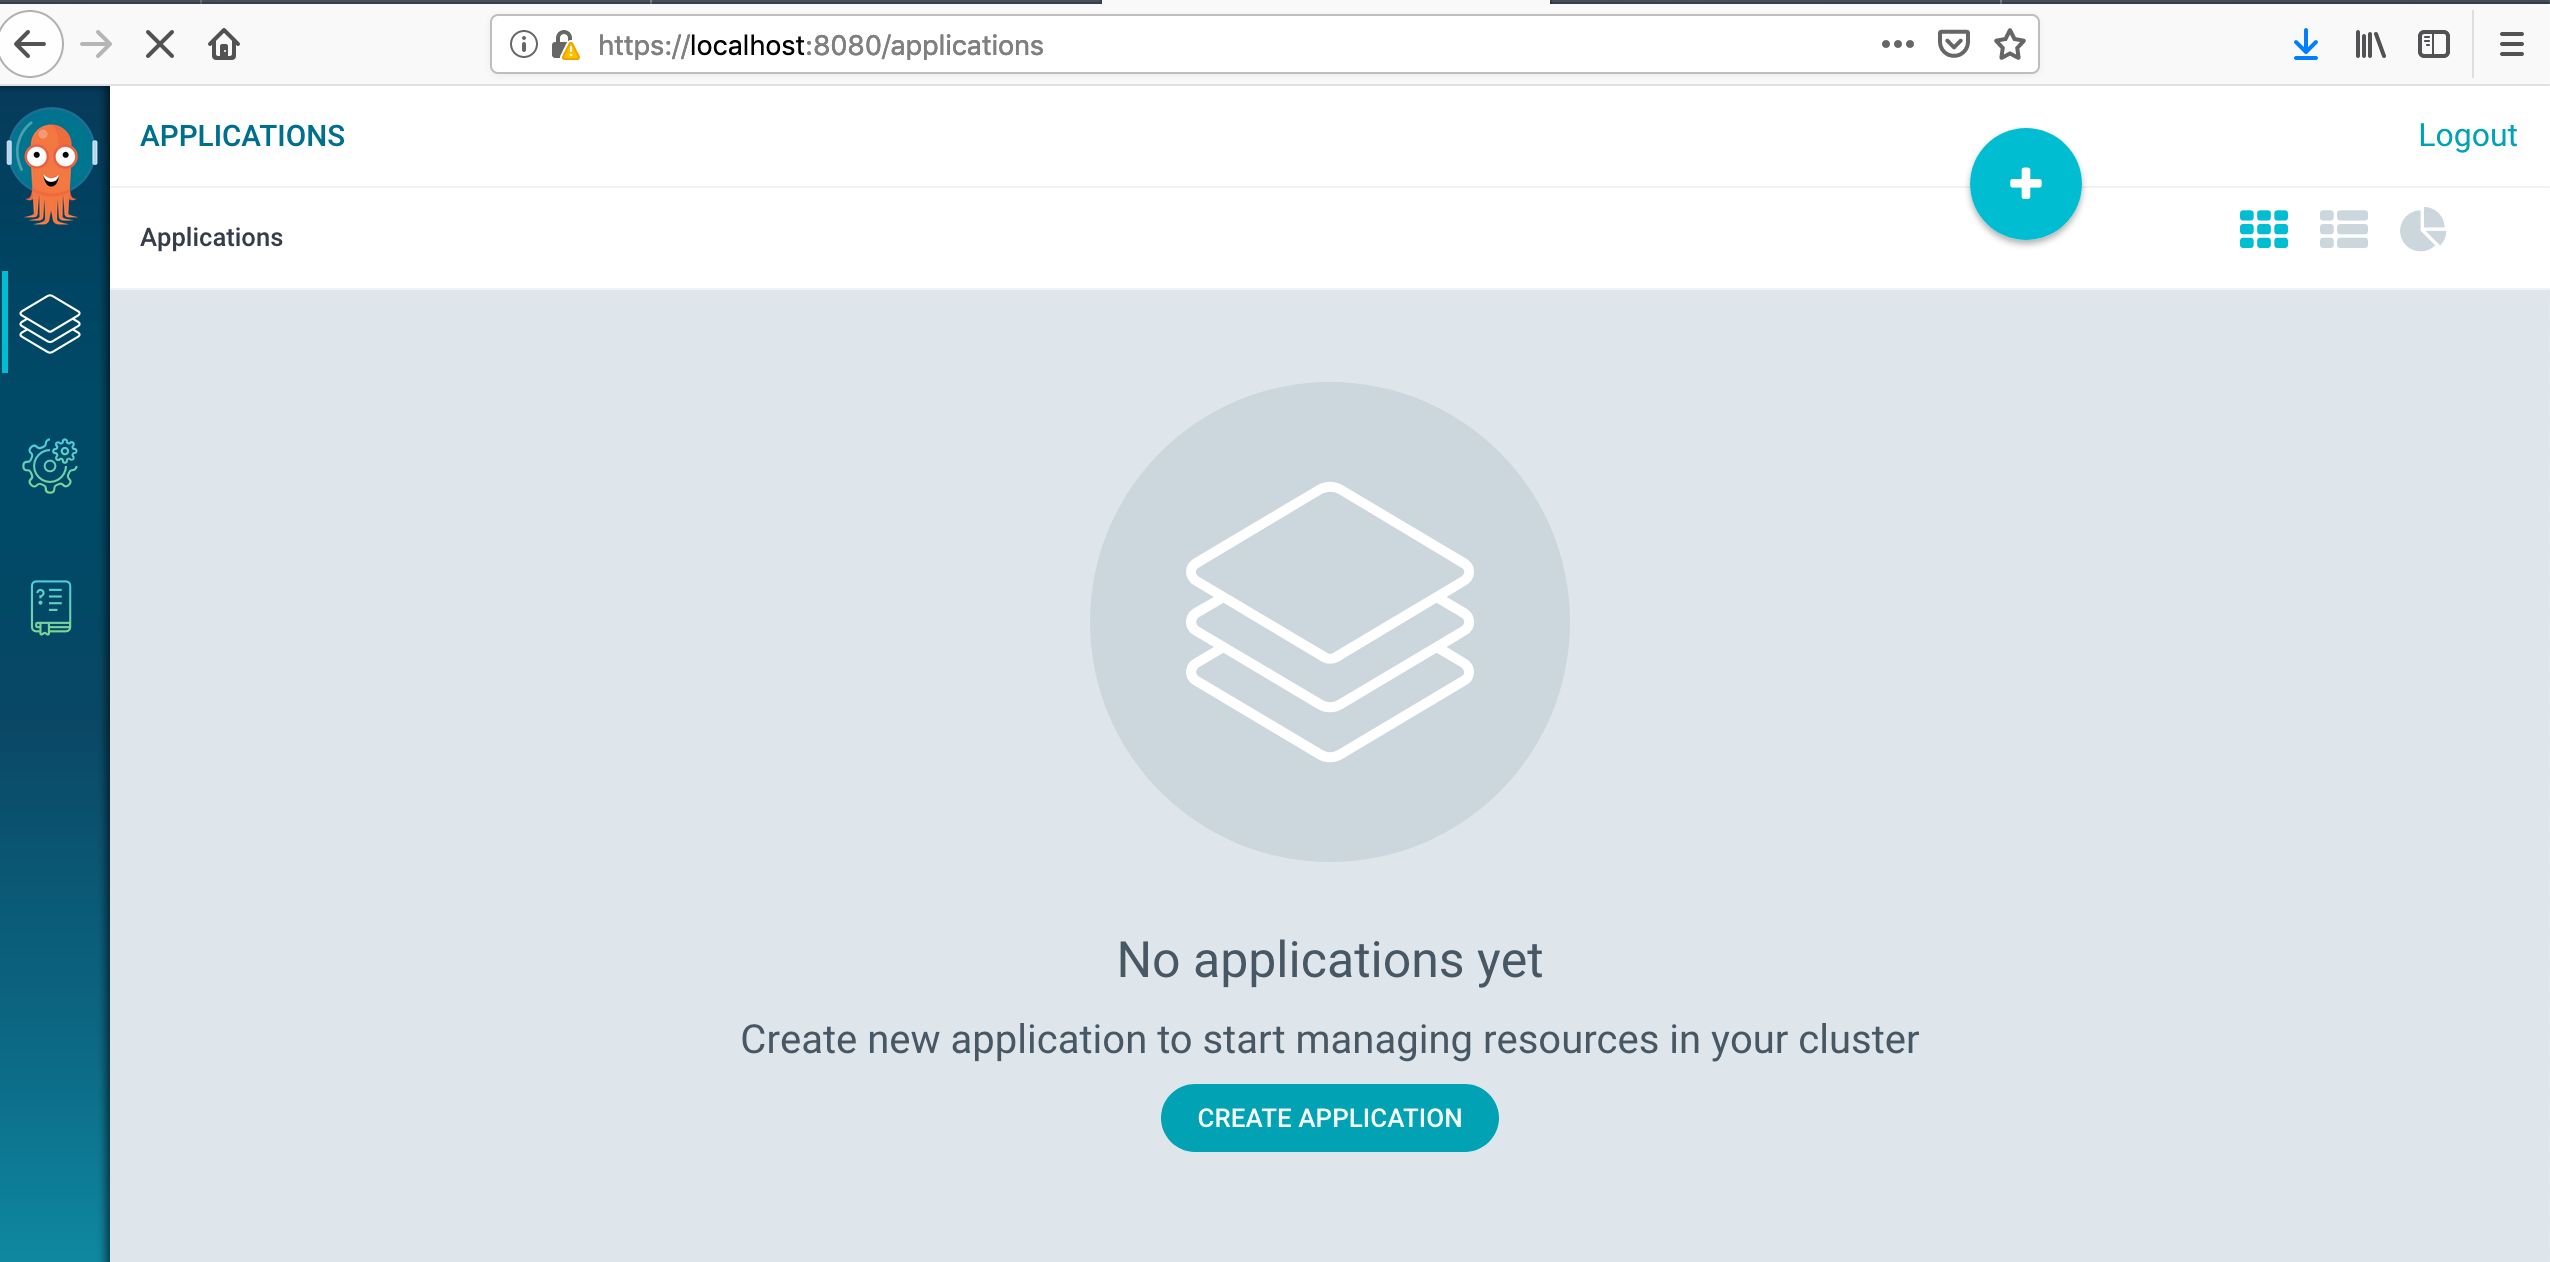 https://localhost:8080/applications
APPLICATIONS
Logout
Applications
No applications yet
Create new application to start managing resources in your cluster
CREATE APPLICATION